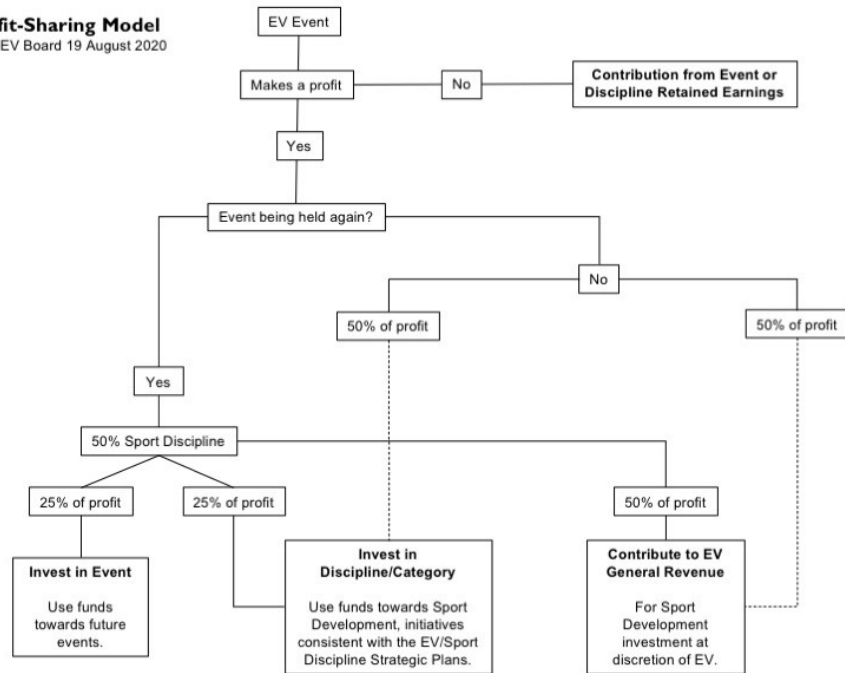 fit-Sharing Model
EV Board 19 August 2020
EV Event
Makes a profit
No
Contribution from Event or
Discipline Retained Earnings
Yes
Event being held again?
No
50% of profit
50% of profit
Yes
50% Sport Discipline
25% of profit
25% of profit
50% of profit
Invest in Event
Use funds
towards future
events.
Invest in
Discipline/Category
Use funds towards Sport
Development, initiatives
consistent with the EV/Sport
Discipline Strategic Plans.
Contribute to EV
General Revenue
For Sport
Development
investment at
discretion of EV.